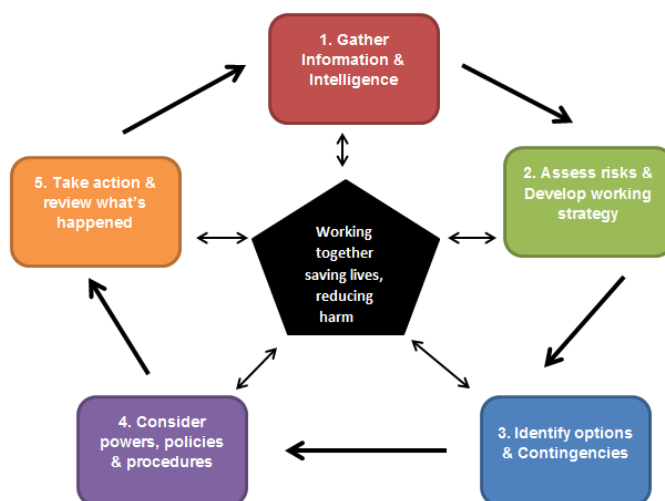 1. Gather
Information &
Intelligence
2. Assess risks &
Develop working
strategy
3. Identify options
& Contingencies
4. Consider
powers, policies
& procedures
5. Take action &
review what's
happened
Working
together
saving lives,
reducing
harm